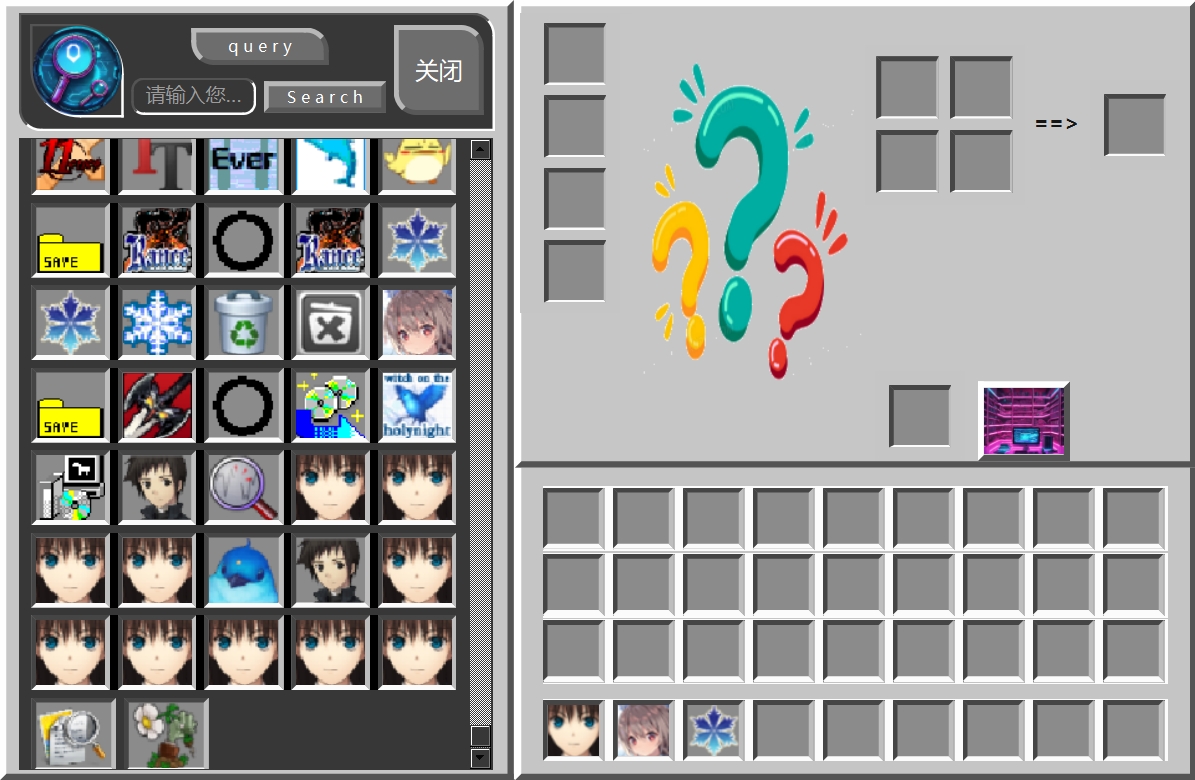 query
请输入您...
Search
关闭
Ever
SAVE
Rance
Rance
SAVE
witch on the
holynight
==>